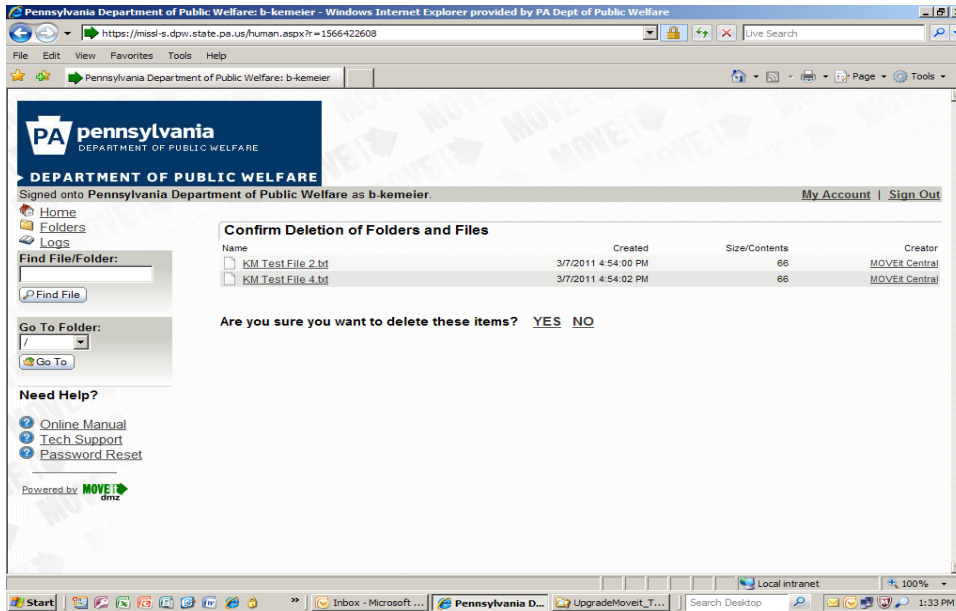 Pennsylvania Department of Public Welfare: b-kemeier - Windows Internet Explorer provided by PA Dept of Public Welfare
https://missl-s.dpw.state.pa.us/human.aspx?r=1566422608
Live Search
File Edit View Favorites Tools Help
Pennsylvania Department of Public Welfare: b-kemeier
Page Tools
PA pennsylvania
DEPARTMENT OF PUBLIC WELFARE
DEPARTMENT OF PUBLIC WELFARE
Signed onto Pennsylvania Department of Public Welfare as b-kemeier.
My Account | Sign Out
Home
Folders
Logs
Find File/Folder:
Find File
Go To Folder:
/
Go To
Need Help?
Online Manual
Tech Support
Password Reset
Powered by MOVEit dmz
Confirm Deletion of Folders and Files
Name Created Size/Contents Creator
KM Test File 2.txt 3/7/2011 4:54:00 PM 66 MOVEit Central
KM Test File 4.txt 3/7/2011 4:54:02 PM 66 MOVEit Central
Are you sure you want to delete these items? YES NO
Local intranet 100%
Start » Inbox - Microsoft ... Pennsylvania D... UpgradeMoveit_T... Search Desktop 1:33 PM